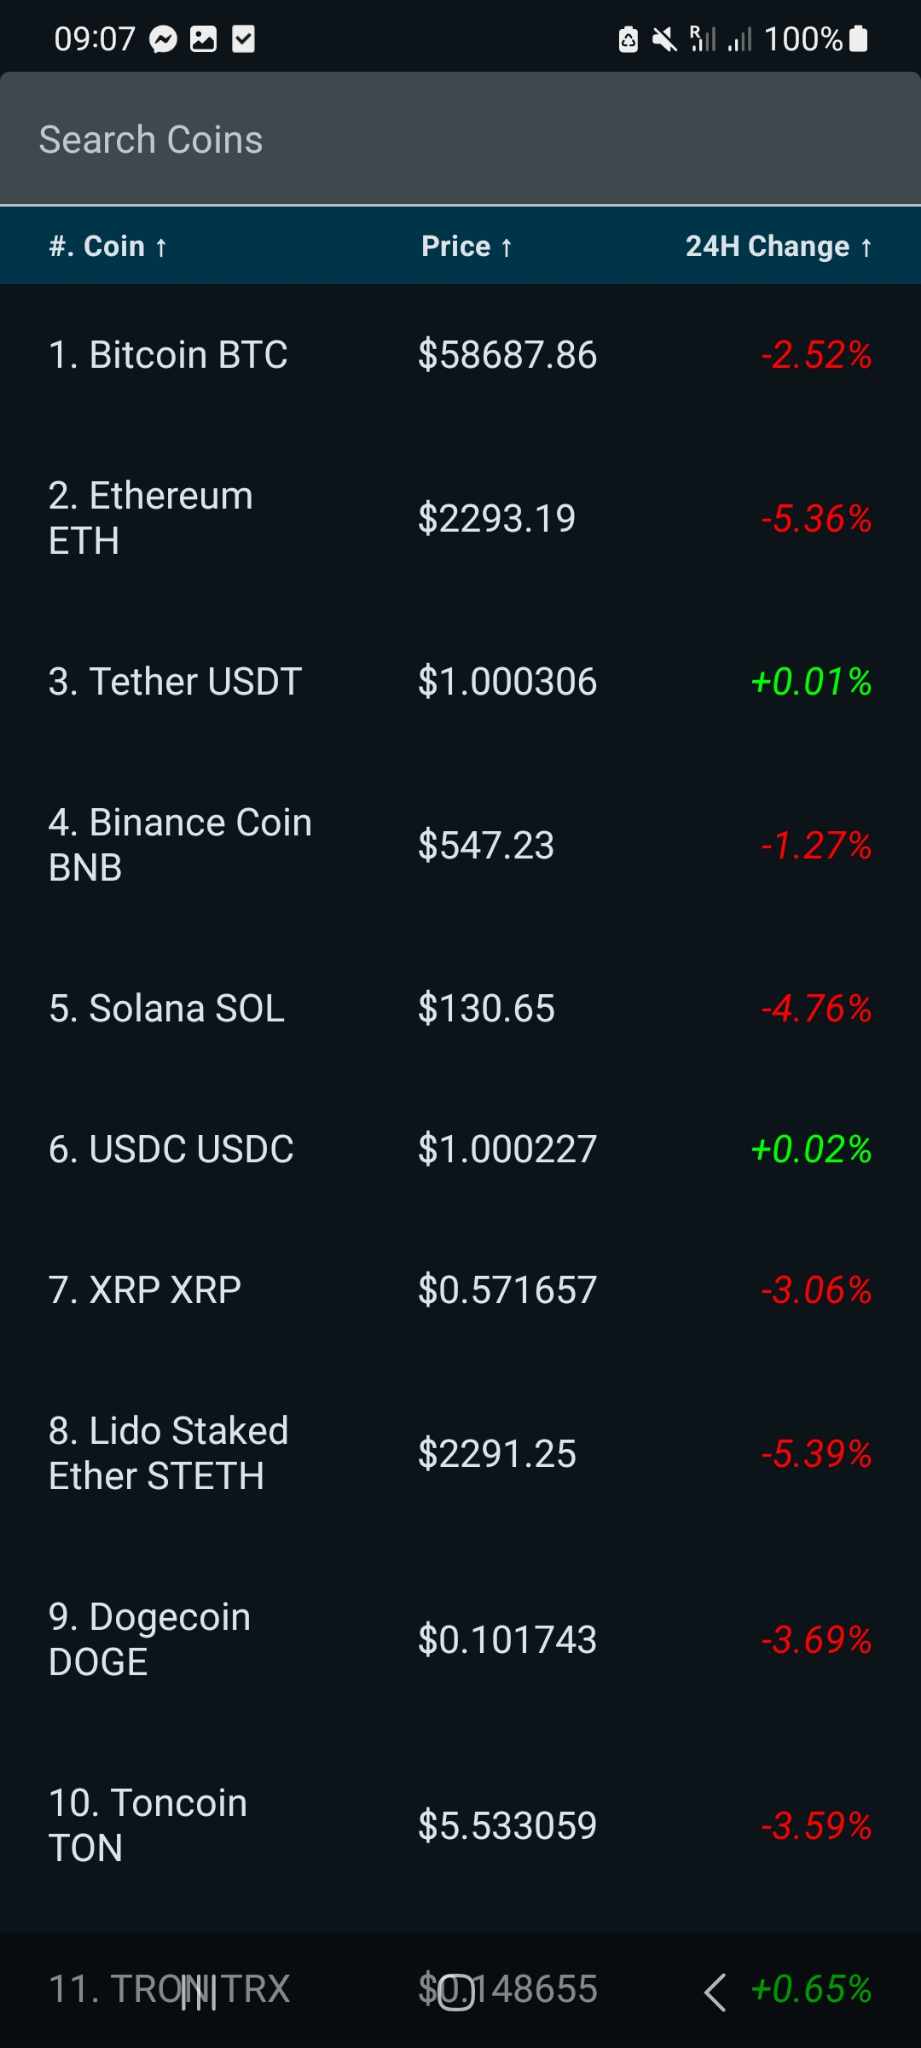 09:07 R 100%
Search Coins
#. Coin ↑ Price ↑ 24H Change ↑
1. Bitcoin BTC $58687.86 -2.52%
2. Ethereum
ETH $2293.19 -5.36%
3. Tether USDT $1.000306 +0.01%
4. Binance Coin
BNB $547.23 -1.27%
5. Solana SOL $130.65 -4.76%
6. USDC USDC $1.000227 +0.02%
7. XRP XRP $0.571657 -3.06%
8. Lido Staked
Ether STETH $2291.25 -5.39%
9. Dogecoin
DOGE $0.101743 -3.69%
10. Toncoin
TON $5.533059 -3.59%
11. TRON TRX $0.148655 +0.65%